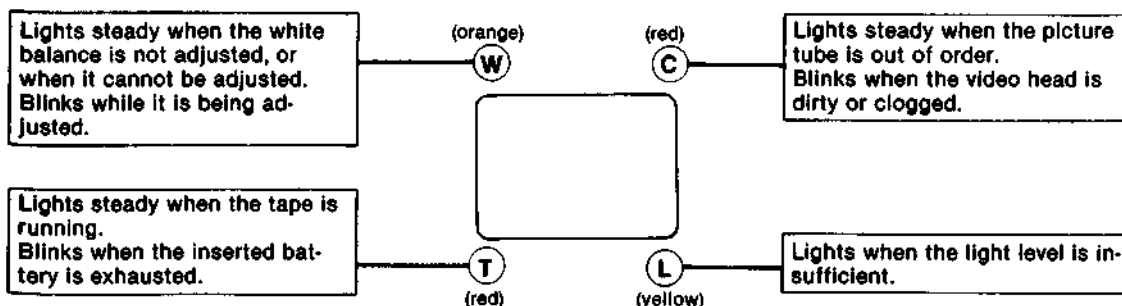 Lights steady when the white
balance is not adjusted, or
when it cannot be adjusted.
Blinks while it is being ad-
justed.
(orange)
W
(red)
C
Lights steady when the picture
tube is out of order.
Blinks when the video head is
dirty or clogged.
Lights steady when the tape is
running.
Blinks when the inserted bat-
tery is exhausted.
T
(red)
L
(yellow)
Lights when the light level is in-
sufficient.